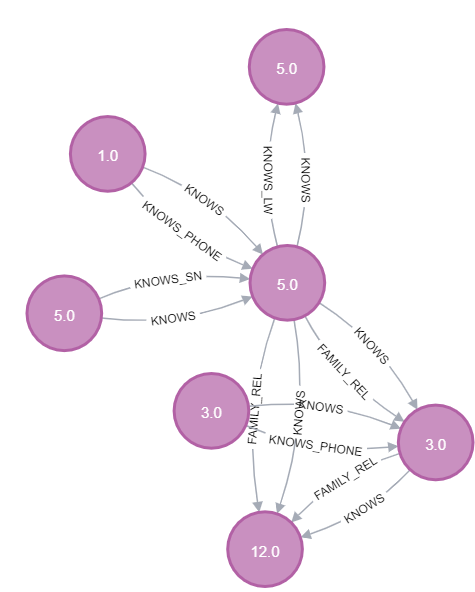 5.0
1.0
KNOWS
KNOWS_LW
KNOWS
KNOWS_PHONE
KNOWS_SN
5.0
5.0
KNOWS
KNOWS
FAMILY_REL
3.0
KNOWS
FAMILY_REL
KNOWS
KNOWS_PHONE
3.0
FAMILY_REL
KNOWS
12.0